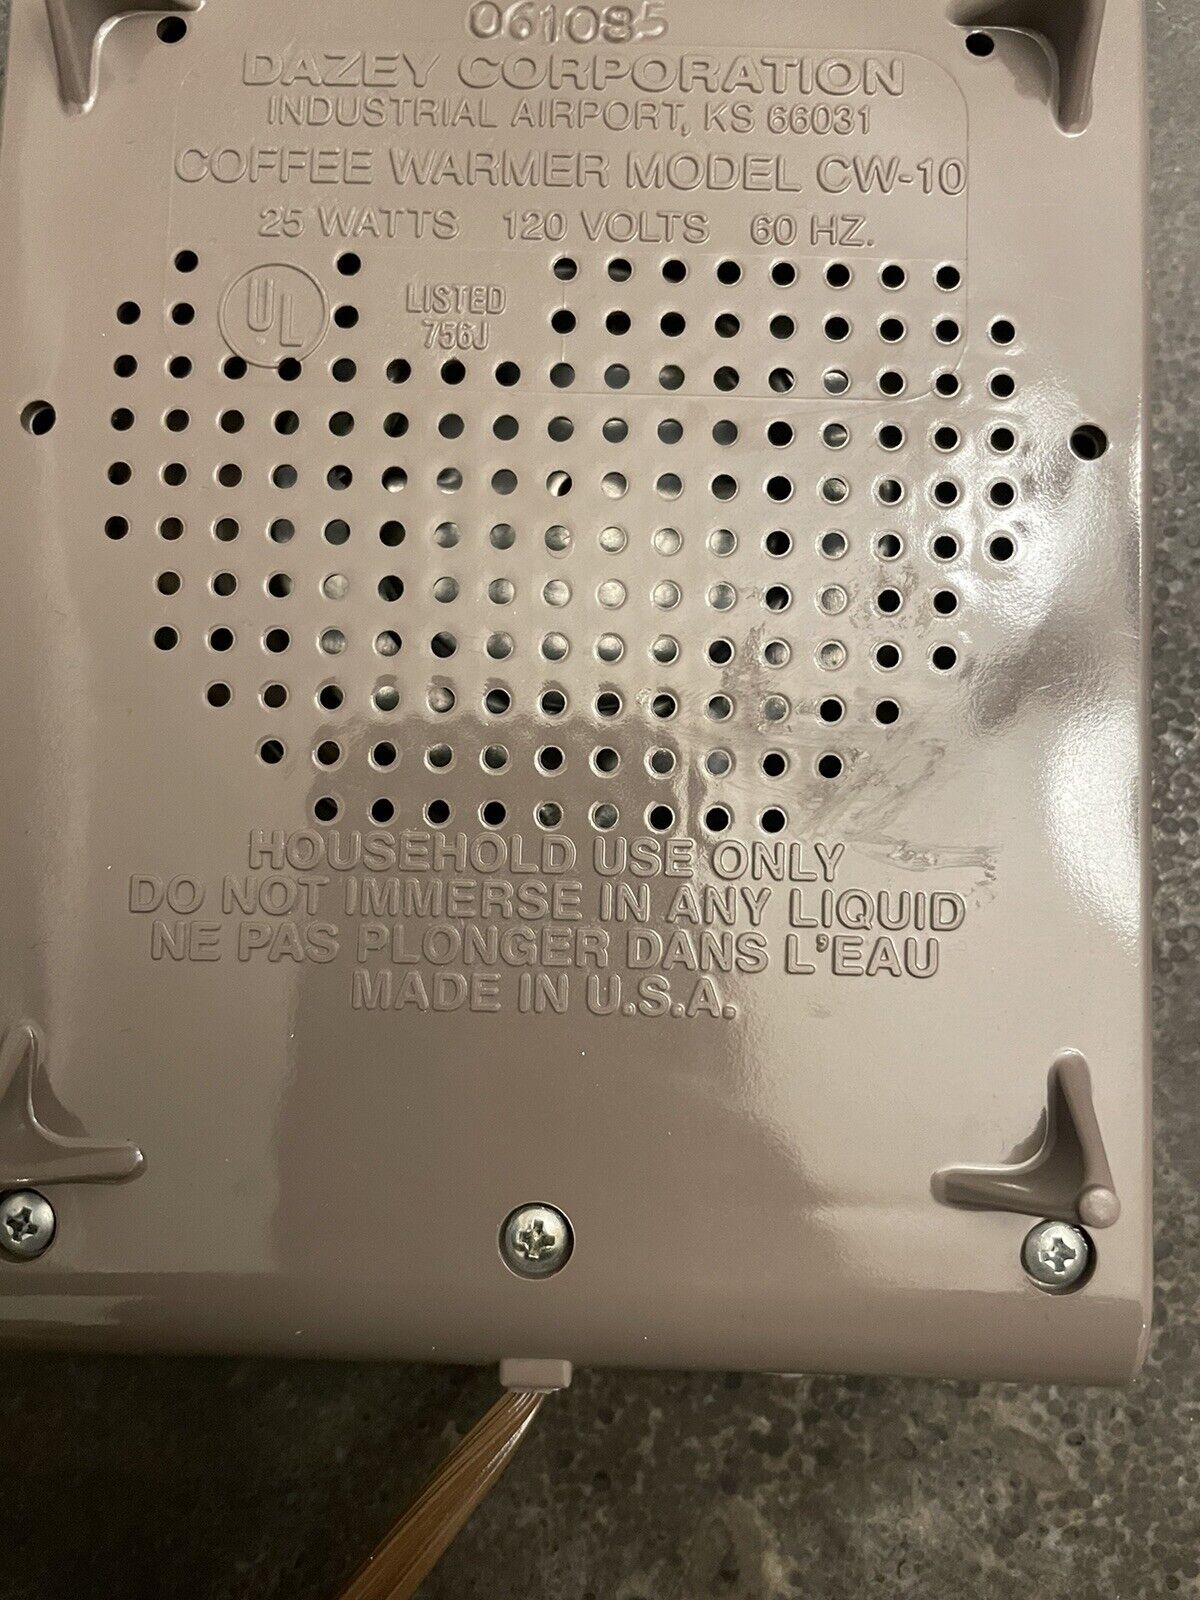 061085
DAZEY CORPORATION
INDUSTRIAL AIRPORT, KS 66031
COFFEE WARMER MODEL CW-10
25 WATTS 120 VOLTS 60 HZ.
UL
LISTED
756J
HOUSEHOLD USE ONLY
DO NOT IMMERSE IN ANY LIQUID
NE PAS PLONGER DANS L'EAU
MADE IN U.S.A.